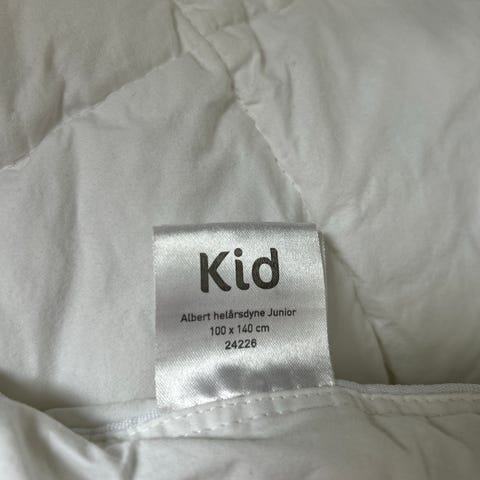 Kid
Albert helårsdyne Junior
100 x 140 cm
24226